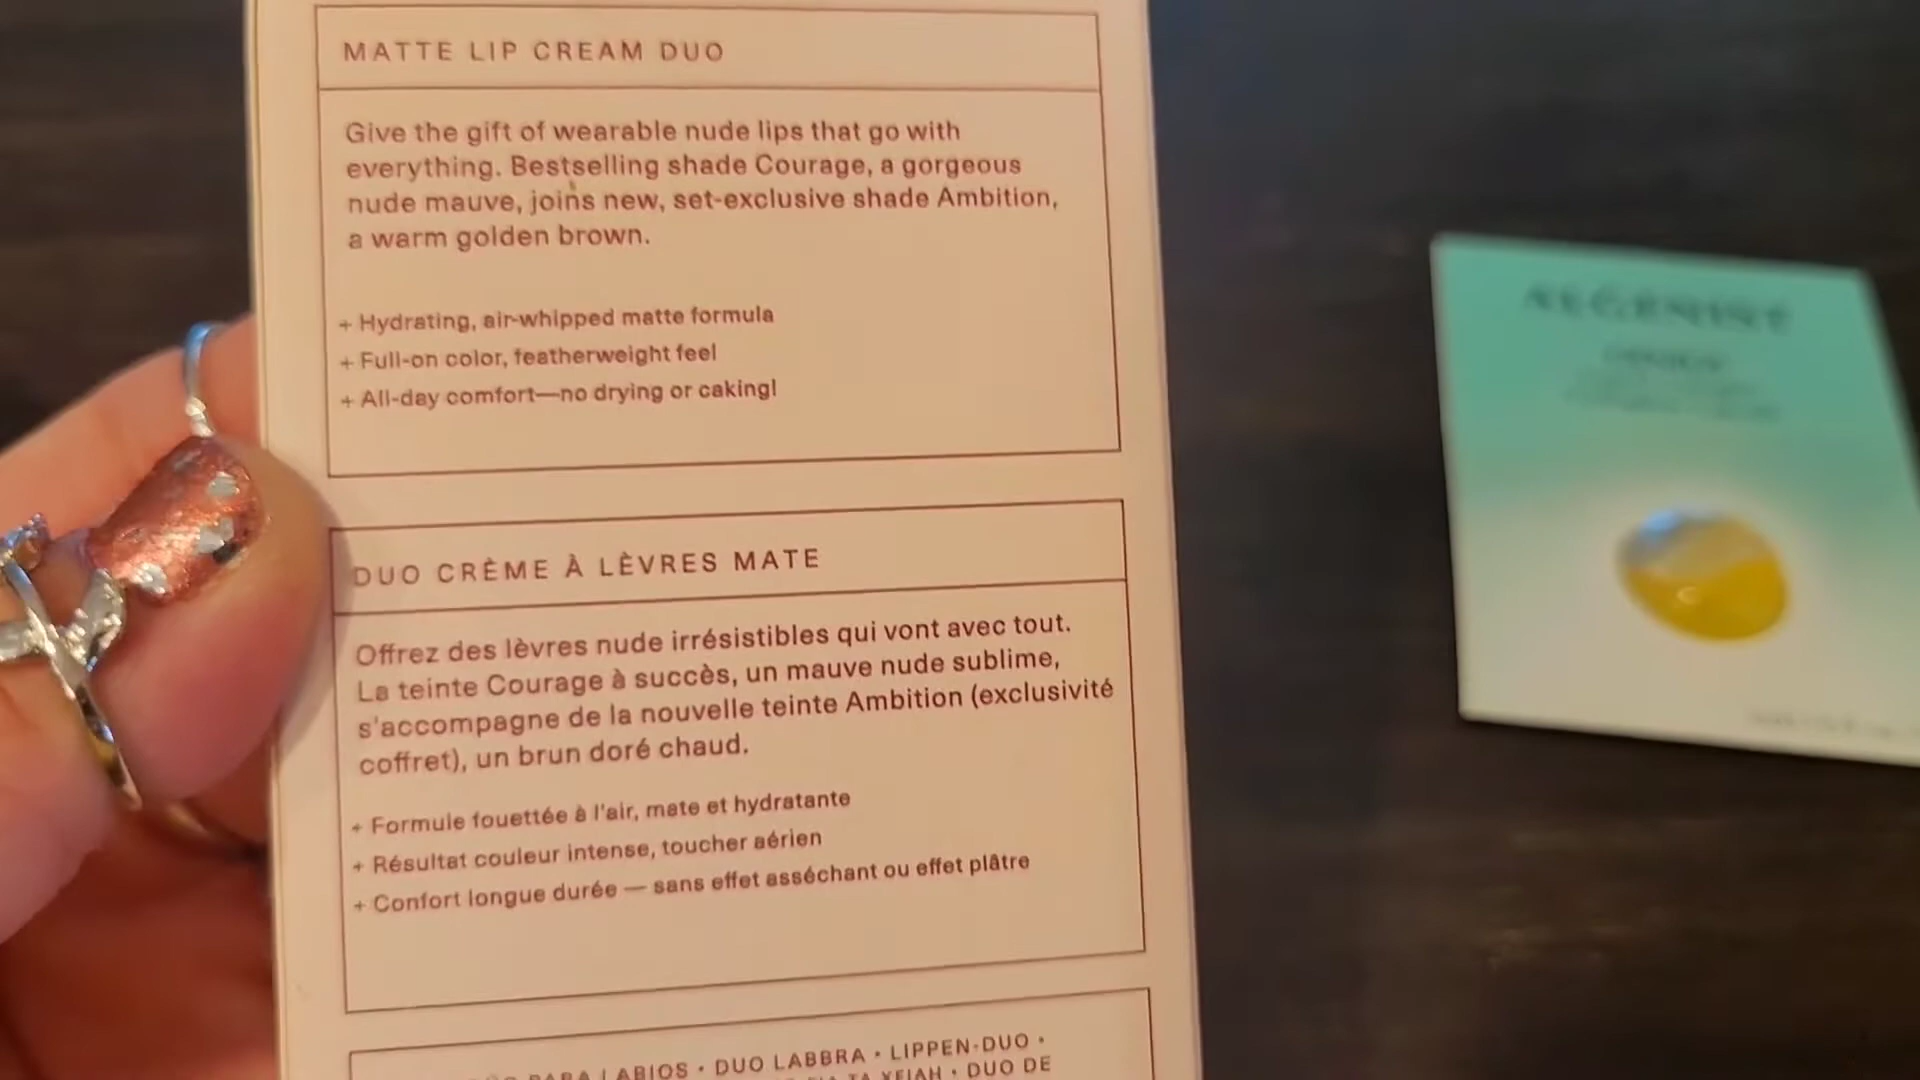 MATTE LIP CREAM DUO
Give the gift of wearable nude lips that go with
everything. Bestselling shade Courage, a gorgeous
nude mauve, joins new, set-exclusive shade Ambition,
a warm golden brown.
+ Hydrating, air-whipped matte formula
+ Full-on color, featherweight feel
+ All-day comfort—no drying or caking!
DUO CRÈME À LÈVRES MATE
Offrez des lèvres nude irrésistibles qui vont avec tout.
La teinte Courage à succès, un mauve nude sublime,
s'accompagne de la nouvelle teinte Ambition (exclusivité
coffret), un brun doré chaud.
+ Formule fouettée à l'air, mate et hydratante
+ Résultat couleur intense, toucher aérien
+ Confort longue durée — sans effet asséchant ou effet plâtre
PARA LABIOS • DUO LABBRA • LIPPEN-DUO •
ΤΑ ΧΕΙΛΗ • DUO DE
ALGENIST